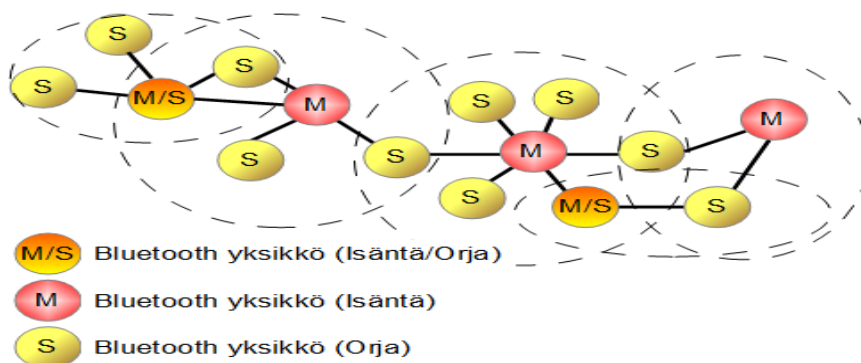 S
S
S
M/S
M
S
S
S
S
S
M
S
M
S
M/S
S
M/S Bluetooth yksikkö (Isäntä/Orja)
M Bluetooth yksikkö (Isäntä)
S Bluetooth yksikkö (Orja)